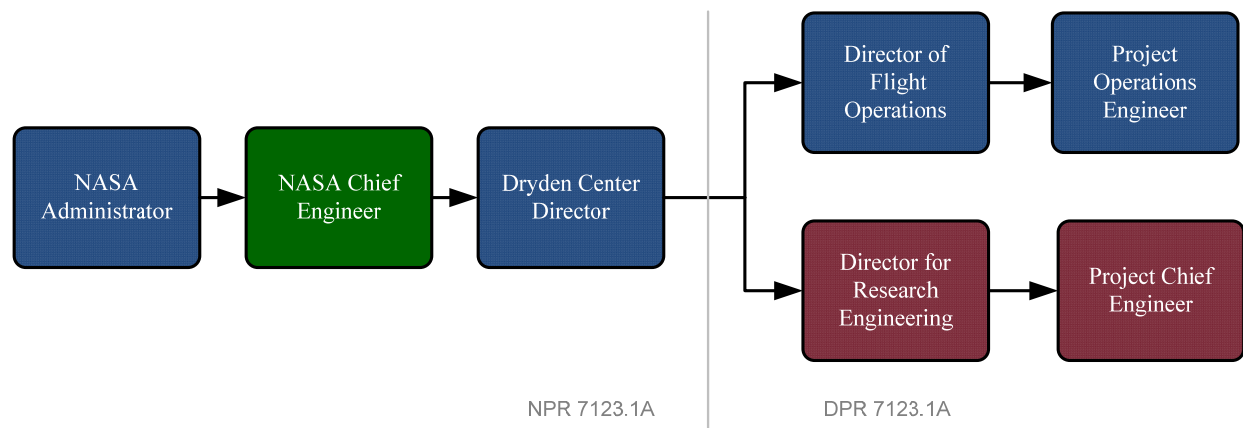 NASA
Administrator
NASA Chief
Engineer
Dryden Center
Director
Director of
Flight
Operations
Project
Operations
Engineer
Director for
Research
Engineering
Project Chief
Engineer
NPR 7123.1A
DPR 7123.1A